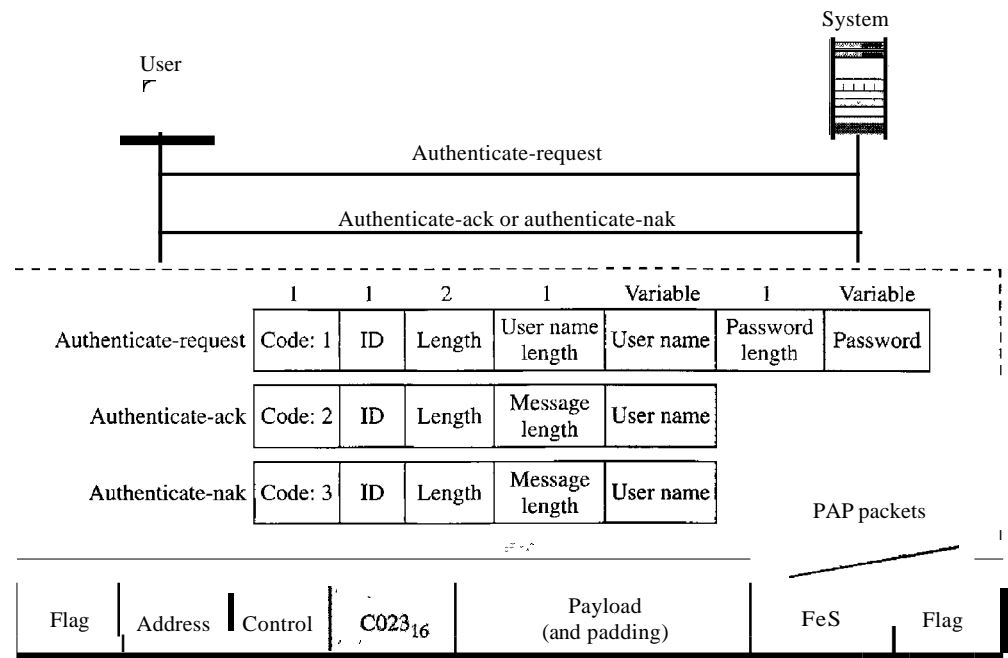 System
User
Authenticate-request
Authenticate-ack or authenticate-nak
1 1 2 1 Variable 1 Variable
Authenticate-request Code: 1 ID Length User name length User name Password length Password
Authenticate-ack Code: 2 ID Length Message length User name
Authenticate-nak Code: 3 ID Length Message length User name
PAP packets
Flag Address Control C023₁₆ Payload (and padding) FeS Flag